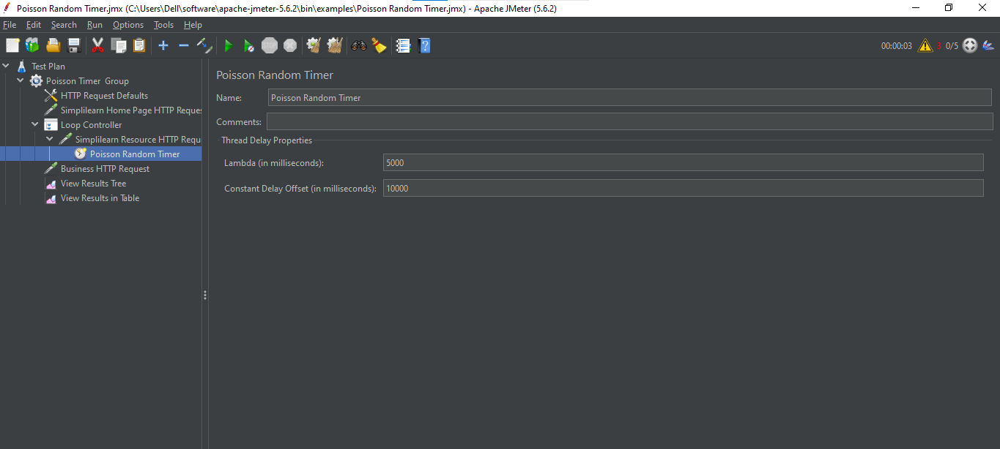 Poisson Random Timer.jmx (C:\Users\Dell\software\apache-jmeter-5.6.2\bin\examples\Poisson Random Timer.jmx) - Apache JMeter (5.6.2)
File Edit Search Run Options Tools Help
STOP 00:00:03 3 0/5
Test Plan
Poisson Timer Group
HTTP Request Defaults
Simplilearn Home Page HTTP Reques
Loop Controller
Simplilearn Resource HTTP Requ
Poisson Random Timer
Business HTTP Request
View Results Tree
View Results in Table
Poisson Random Timer
Name: Poisson Random Timer
Comments:
Thread Delay Properties
Lambda (in milliseconds): 5000
Constant Delay Offset (in milliseconds): 10000